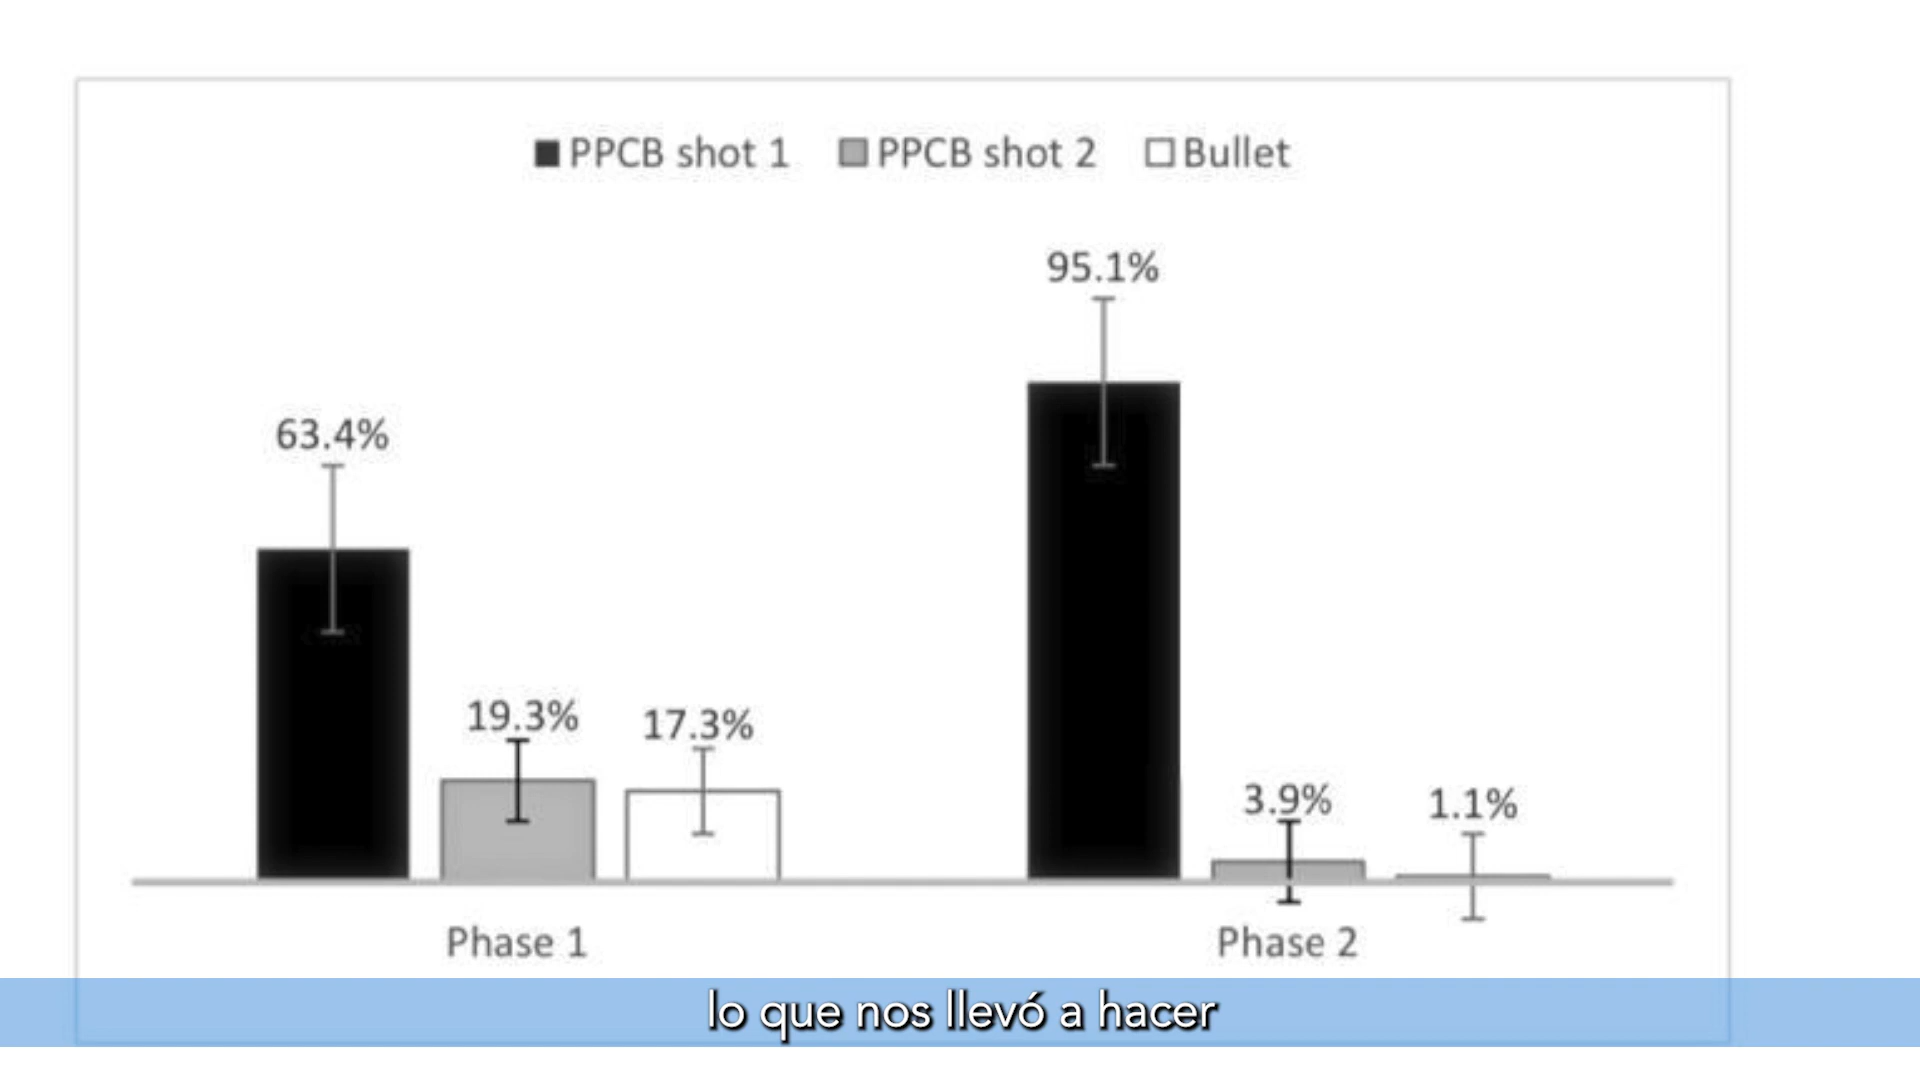 PPCB shot 1 PPCB shot 2 Bullet
95.1%
63.4%
19.3% 17.3%
3.9% 1.1%
Phase 1 Phase 2
lo que nos llevó a hacer